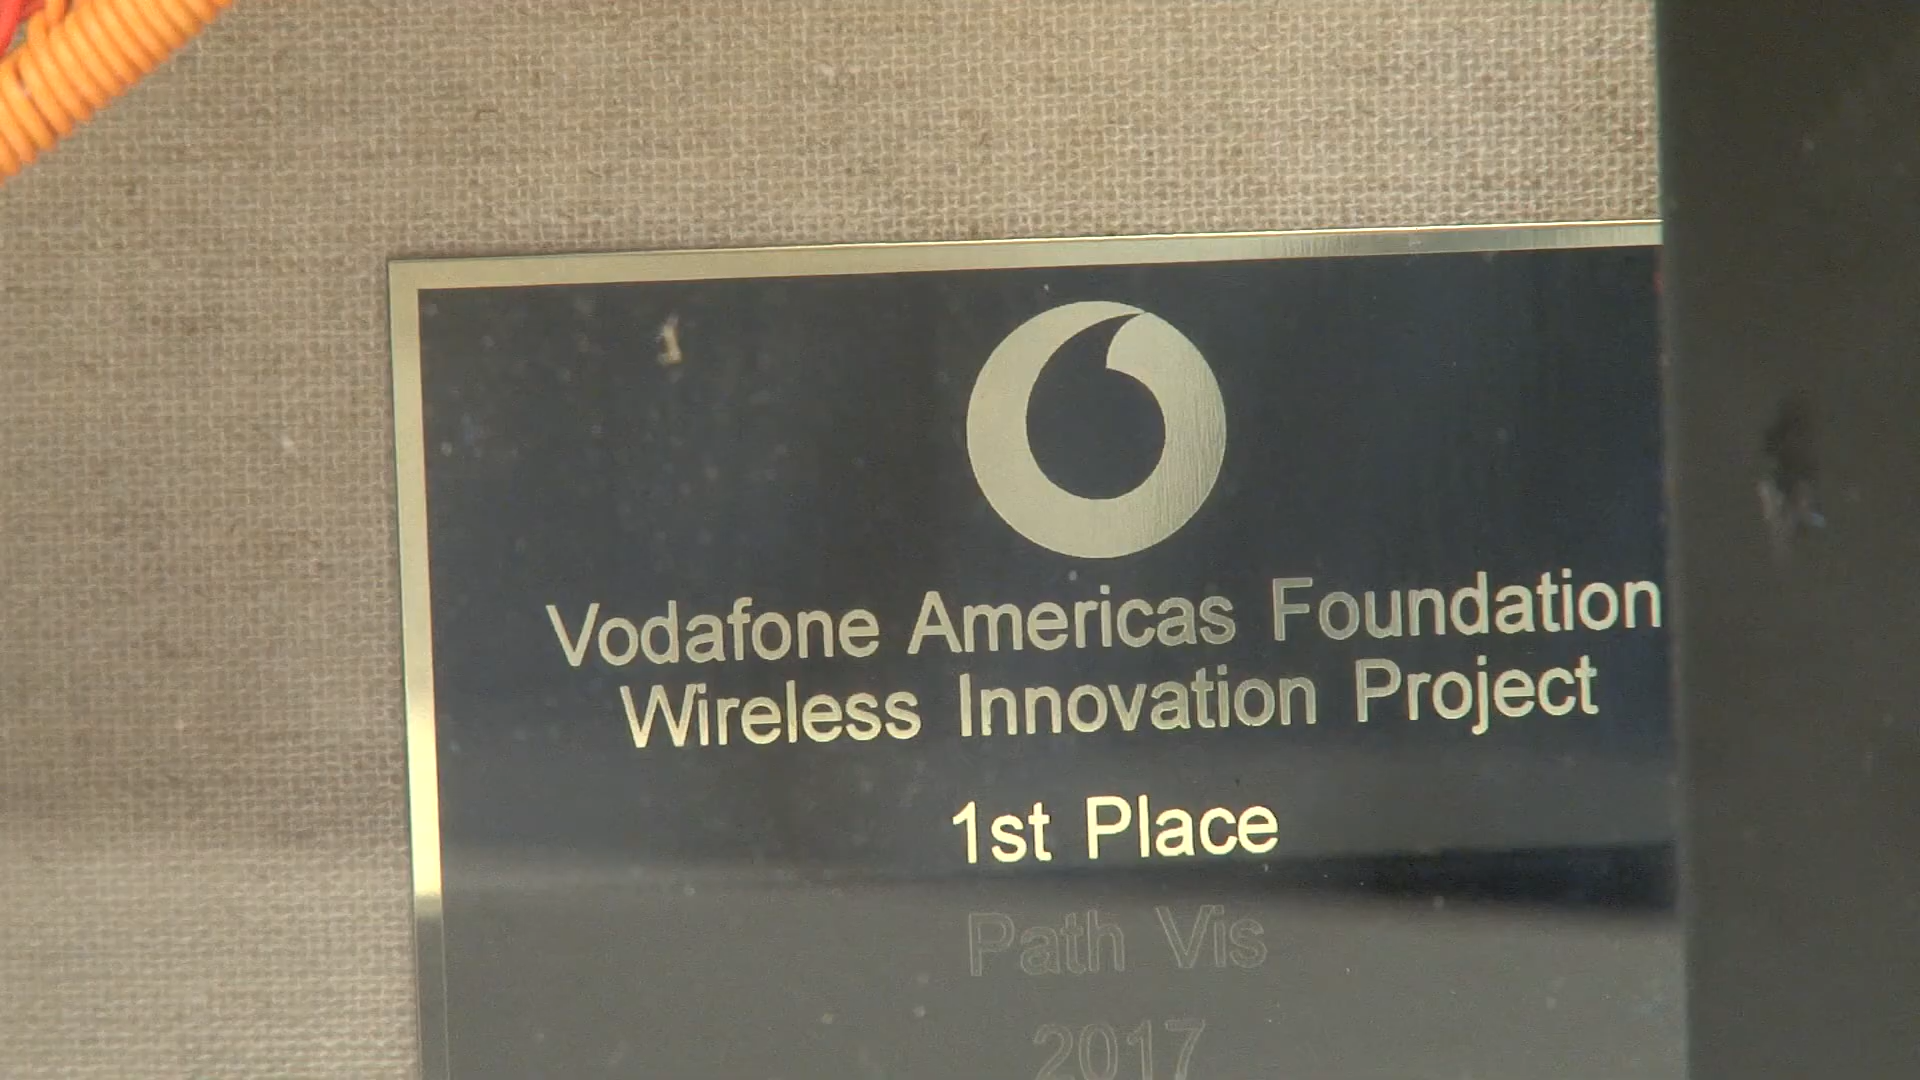 Vodafone Americas Foundation
Wireless Innovation Project
1st Place
Path Vis
2017